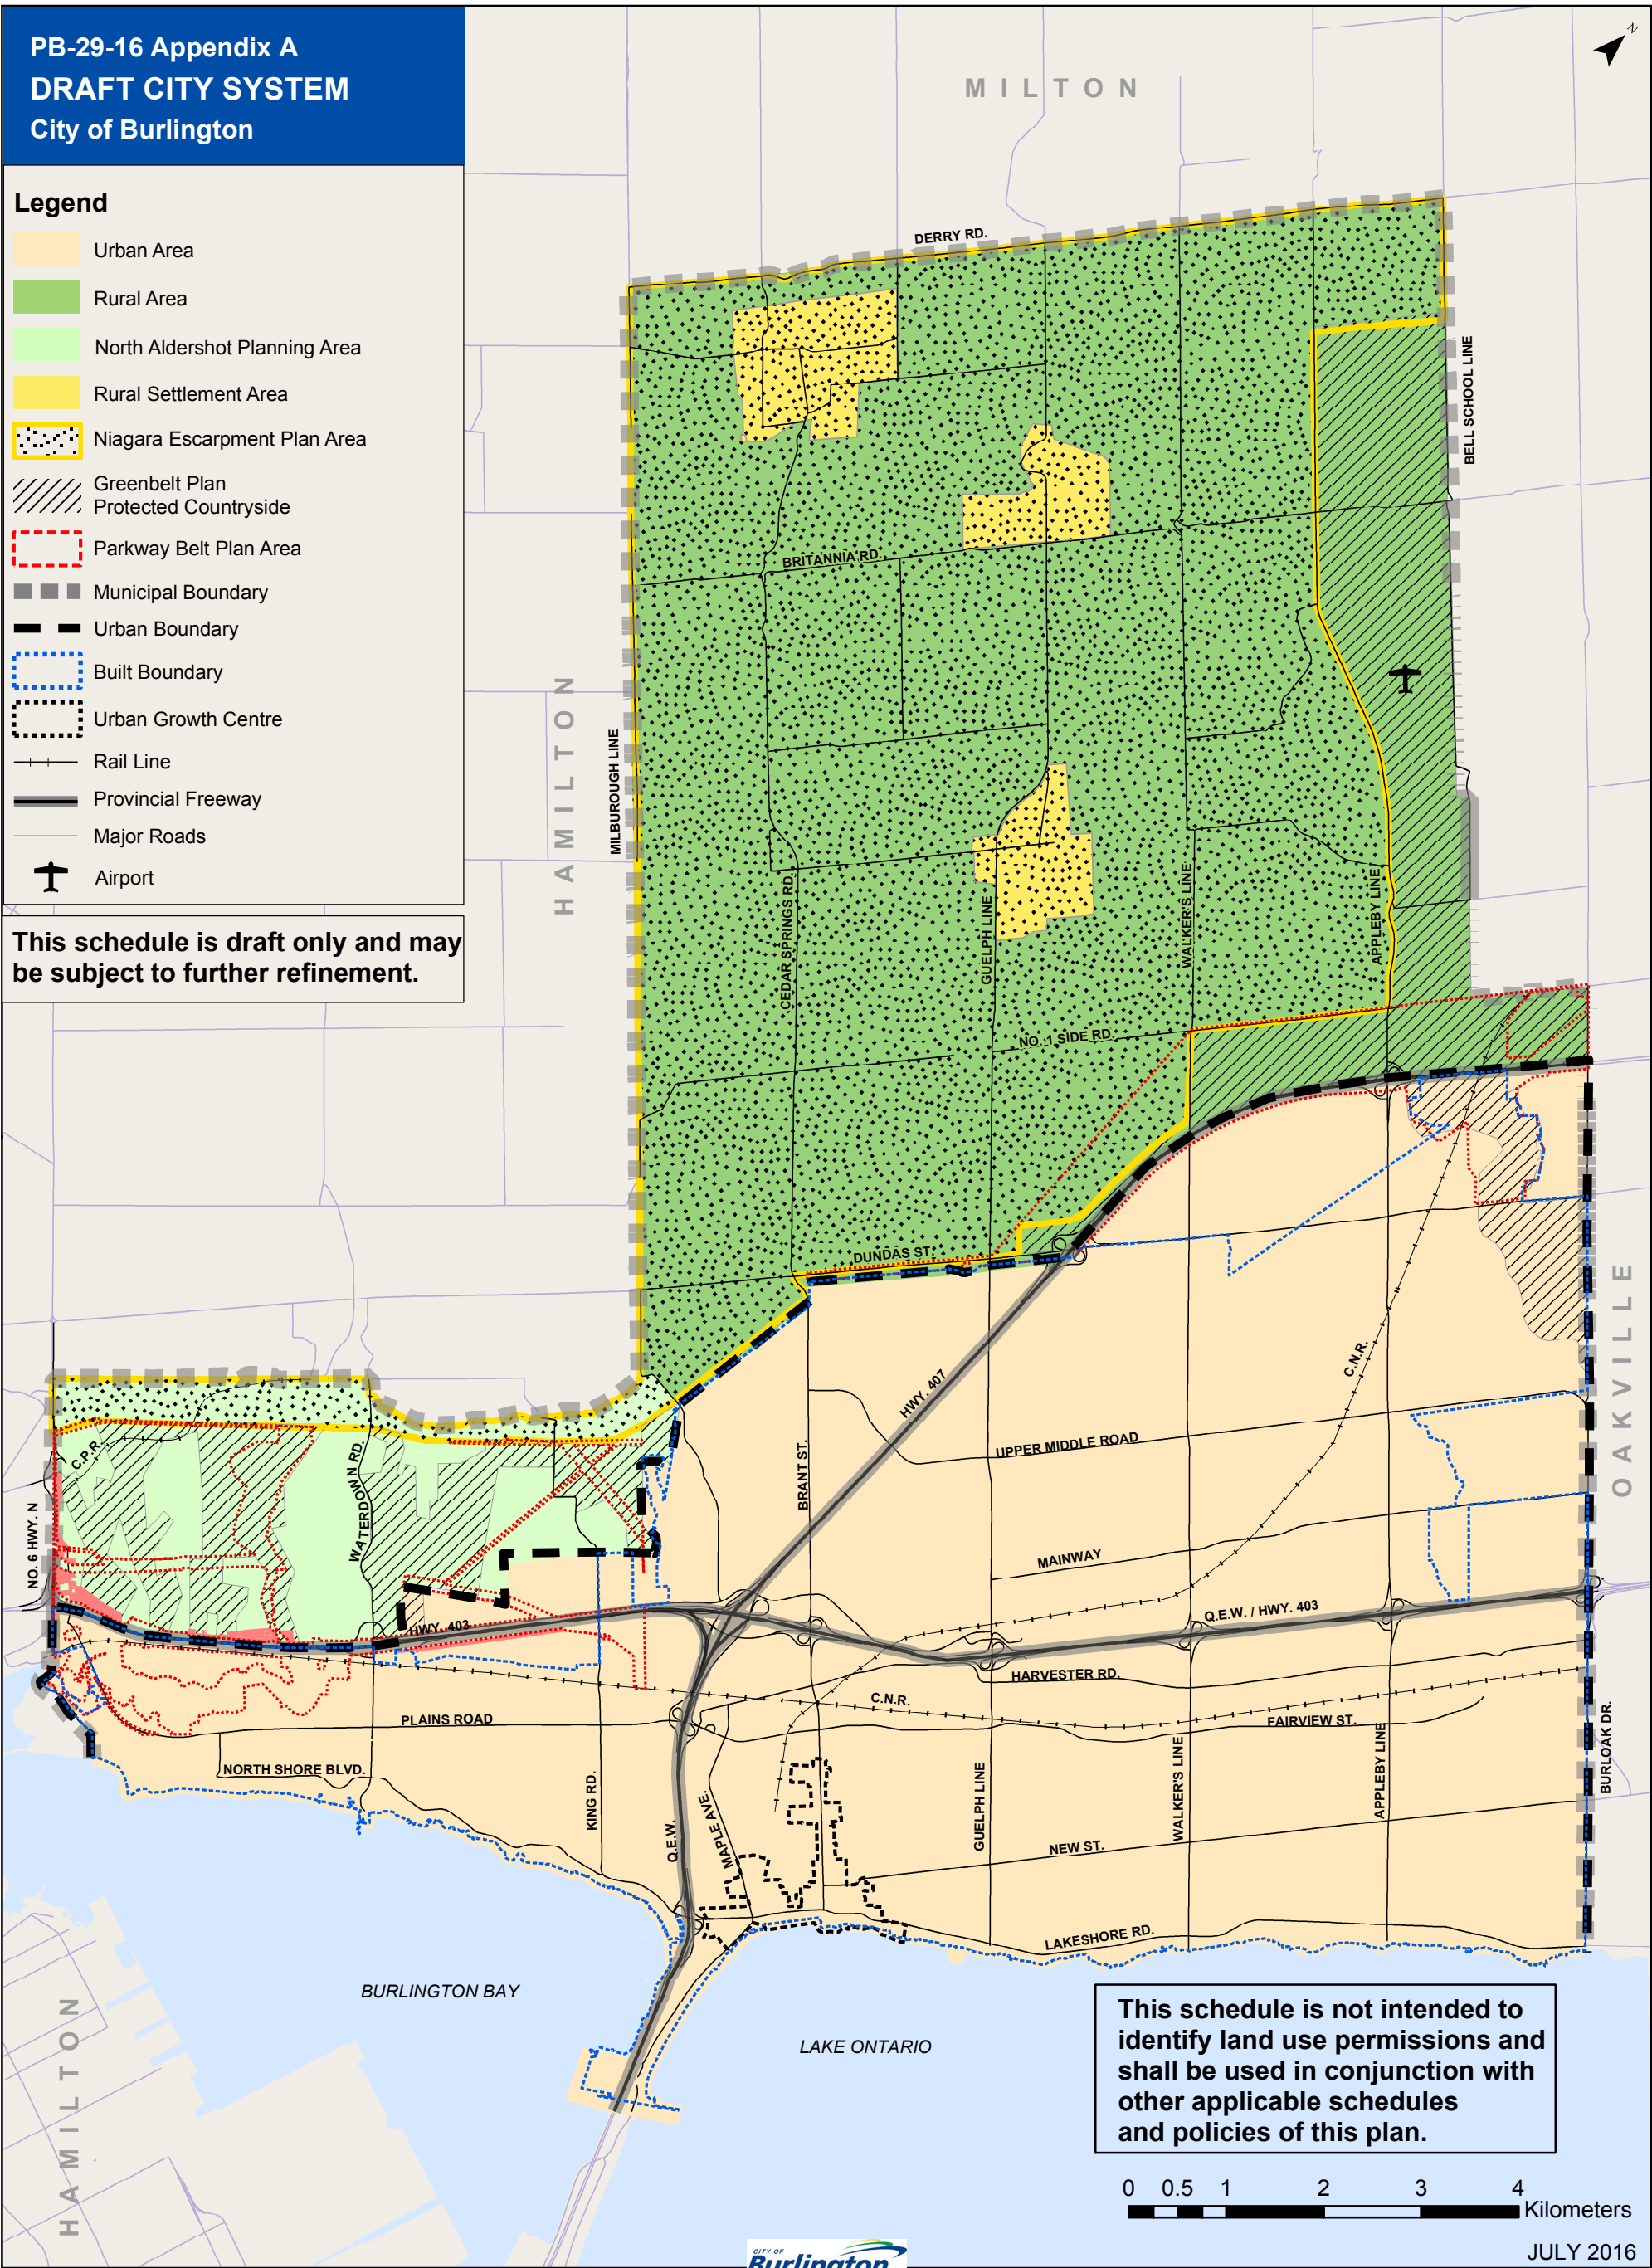 PB-29-16 Appendix A
DRAFT CITY SYSTEM
City of Burlington
Legend
Urban Area
Rural Area
North Aldershot Planning Area
Rural Settlement Area
Niagara Escarpment Plan Area
Greenbelt Plan
Protected Countryside
Parkway Belt Plan Area
Municipal Boundary
Urban Boundary
Built Boundary
Urban Growth Centre
Rail Line
Provincial Freeway
Major Roads
Airport
This schedule is draft only and may
be subject to further refinement.
N
MILTON
DERRY RD.
BELL SCHOOL LINE
BRITANNIA RD.
HAMILTON
MILBUROUGH LINE
CEDAR SPRINGS RD.
GUELPH LINE
WALKER'S LINE
APPLEBY LINE
NO. 1 SIDE RD.
DUNDAS ST.
OAKVILLE
HWY. 407
C.N.R.
UPPER MIDDLE ROAD
BRANT ST.
C.P.R.
WATERDOWN RD.
NO. 6 HWY. N
MAINWAY
HWY. 403
Q.E.W. / HWY. 403
HARVESTER RD.
C.N.R.
PLAINS ROAD
FAIRVIEW ST.
NORTH SHORE BLVD.
KING RD.
Q.E.W.
MAPLE AVE.
GUELPH LINE
WALKER'S LINE
APPLEBY LINE
BURLOAK DR.
NEW ST.
LAKESHORE RD.
BURLINGTON BAY
LAKE ONTARIO
HAMILTON
This schedule is not intended to
identify land use permissions and
shall be used in conjunction with
other applicable schedules
and policies of this plan.
0 0.5 1 2 3 4
Kilometers
CITY OF
Burlington
JULY 2016